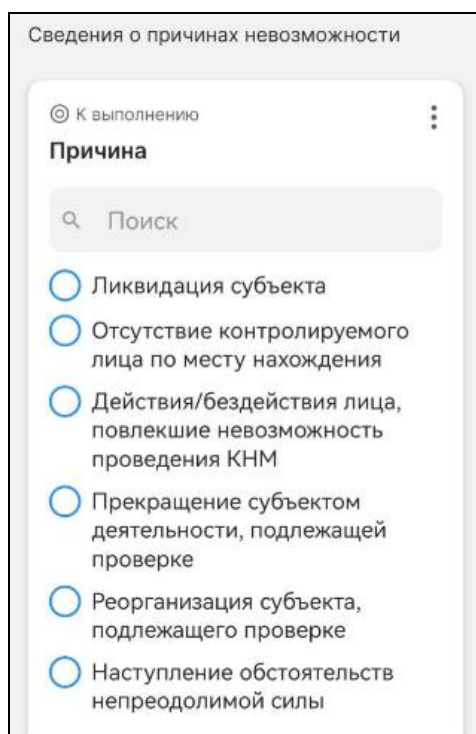 Сведения о причинах невозможности
К выполнению
Причина
Поиск
Ликвидация субъекта
Отсутствие контролируемого
лица по месту нахождения
Действия/бездействия лица,
повлекшие невозможность
проведения КНМ
Прекращение субъектом
деятельности, подлежащей
проверке
Реорганизация субъекта,
подлежащего проверке
Наступление обстоятельств
непреодолимой силы